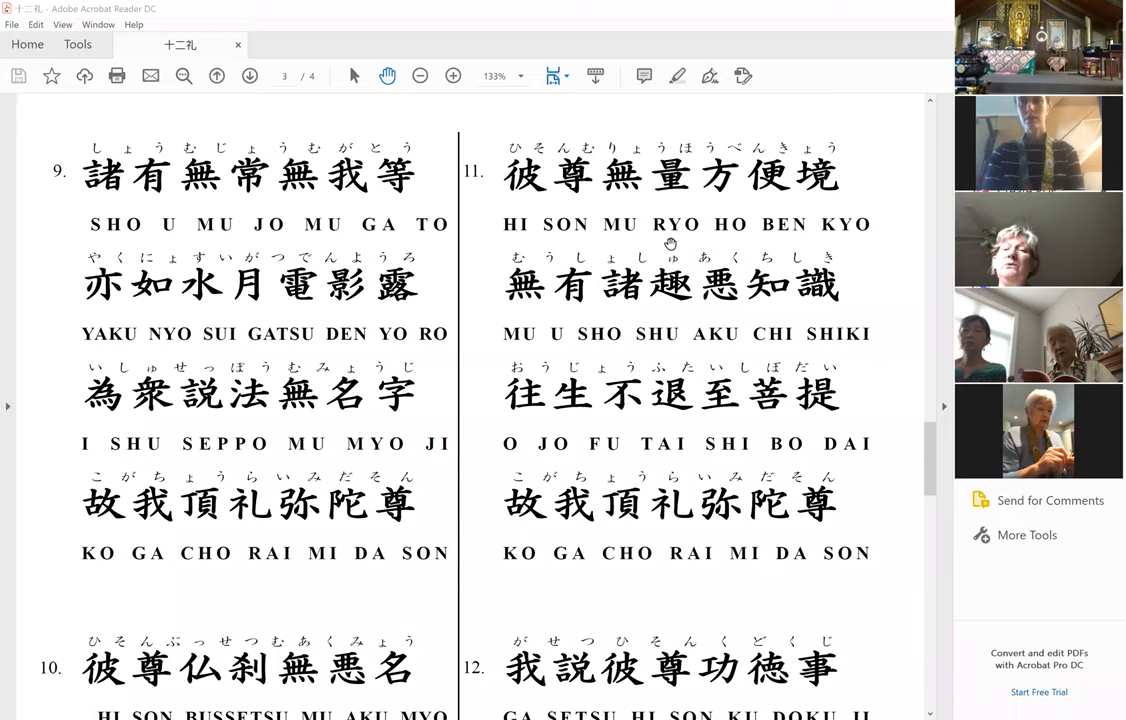 十二礼 - Adobe Acrobat Reader DC
File Edit View Window Help
Home Tools 十二礼 ×
3 / 4 133%
9.
しょうむじょうむがとう
諸有無常無我等
SHO U MU JO MU GA TO
やくにょすいがつでんようろ
亦如水月電影露
YAKU NYO SUI GATSU DEN YO RO
いしゅせっぽうむみょうじ
為衆説法無名字
I SHU SEPPO MU MYO JI
こがちょうらいみだそん
故我頂礼弥陀尊
KO GA CHO RAI MI DA SON
10.
ひそんぶっせつむあくみょう
彼尊仏刹無悪名
HI SON BUSSETSU MU AKU MYO
11.
ひそんむりょうほうべんきょう
彼尊無量方便境
HI SON MU RYO HO BEN KYO
むうしょしゅあくちしき
無有諸趣悪知識
MU U SHO SHU AKU CHI SHIKI
おうじょうふたいしぼだい
往生不退至菩提
O JO FU TAI SHI BO DAI
こがちょうらいみだそん
故我頂礼弥陀尊
KO GA CHO RAI MI DA SON
12.
がせつひそんくどくじ
我説彼尊功徳事
GA SETSU HI SON KU DOKU JI
Send for Comments
More Tools
Convert and edit PDFs
with Acrobat Pro DC
Start Free Trial